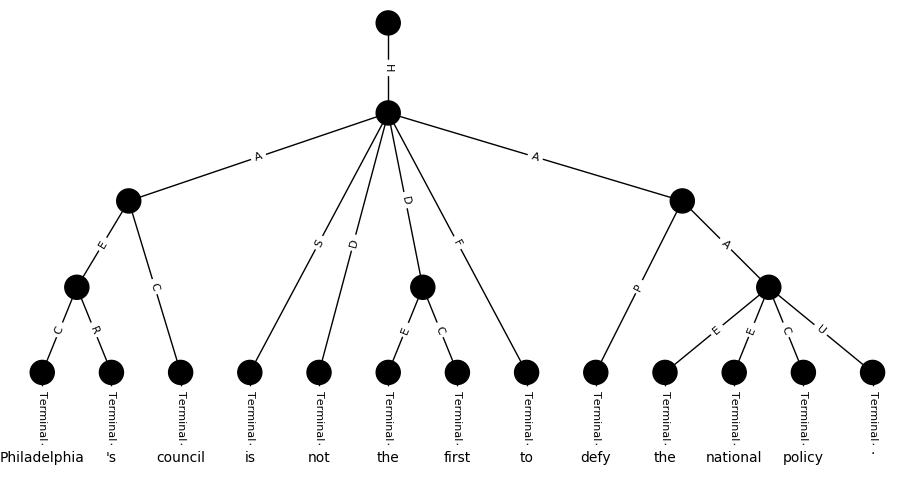 H
A A
D
S D F A
E
C P
C R E C E E C U
Terminal Terminal Terminal Terminal Terminal Terminal Terminal Terminal Terminal Terminal Terminal Terminal Terminal
Philadelphia 's council is not the first to defy the national policy .